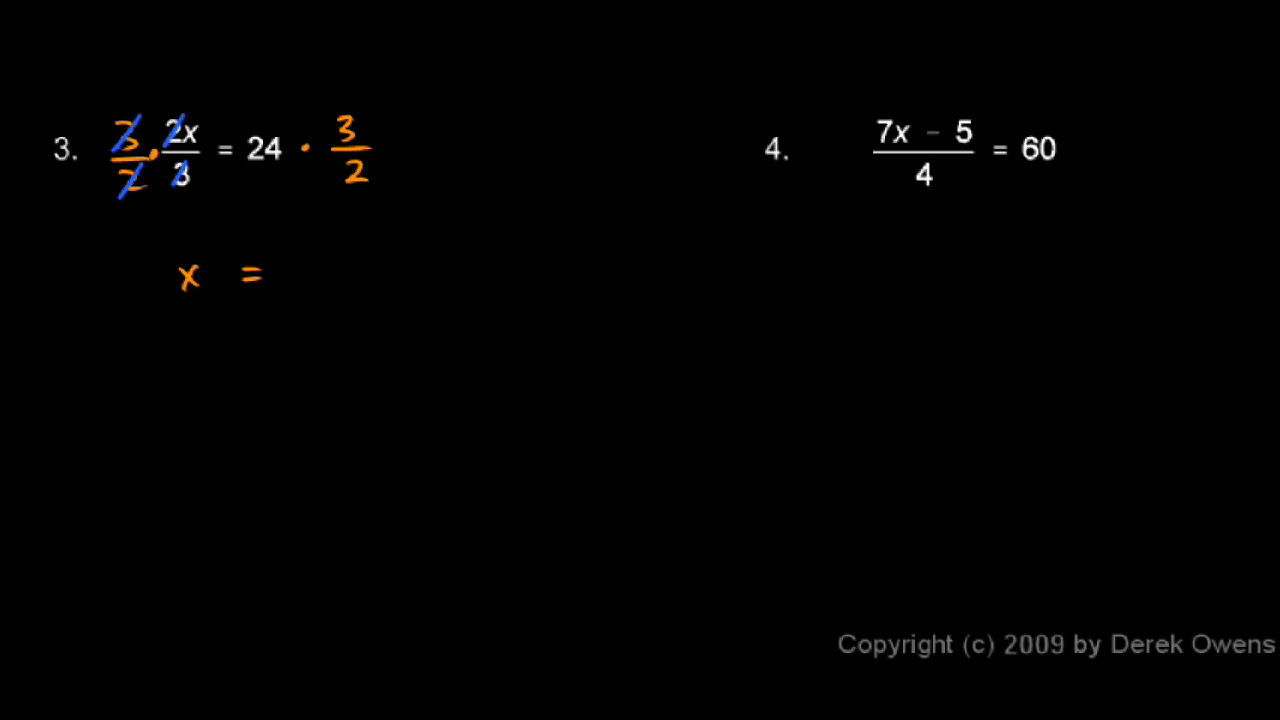 3. 3/2 · 2x/3 = 24 · 3/2
x =
4. 7x - 5/4 = 60
Copyright (c) 2009 by Derek Owens